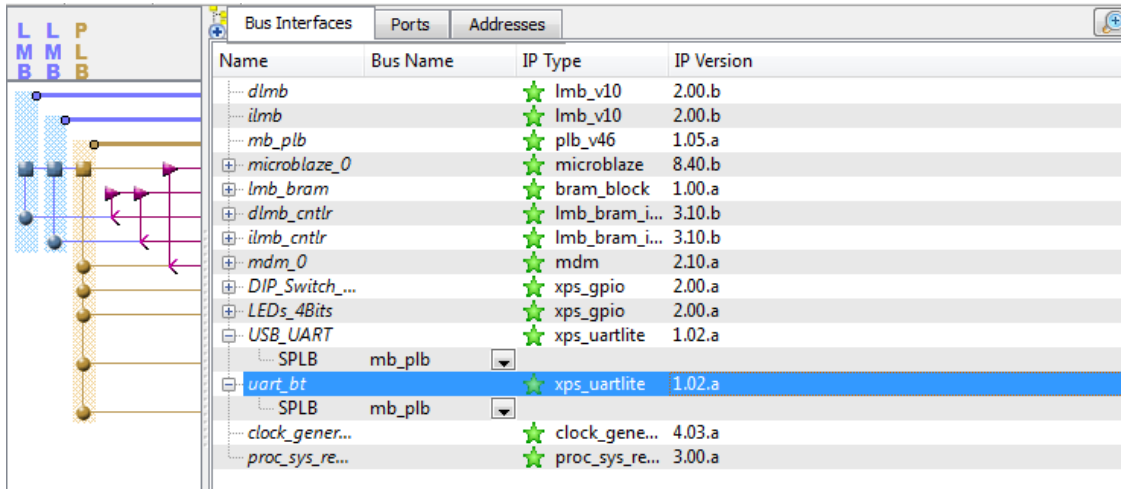 L L P
M M L
B B B
Bus Interfaces Ports Addresses
Name Bus Name IP Type IP Version
dlmb lmb_v10 2.00.b
ilmb lmb_v10 2.00.b
mb_plb plb_v46 1.05.a
microblaze_0 microblaze 8.40.b
lmb_bram bram_block 1.00.a
dlmb_cntlr lmb_bram_i... 3.10.b
ilmb_cntlr lmb_bram_i... 3.10.b
mdm_0 mdm 2.10.a
DIP_Switch_... xps_gpio 2.00.a
LEDs_4Bits xps_gpio 2.00.a
USB_UART xps_uartlite 1.02.a
SPLB mb_plb
uart_bt xps_uartlite 1.02.a
SPLB mb_plb
clock_gener... clock_gene... 4.03.a
proc_sys_re... proc_sys_re... 3.00.a